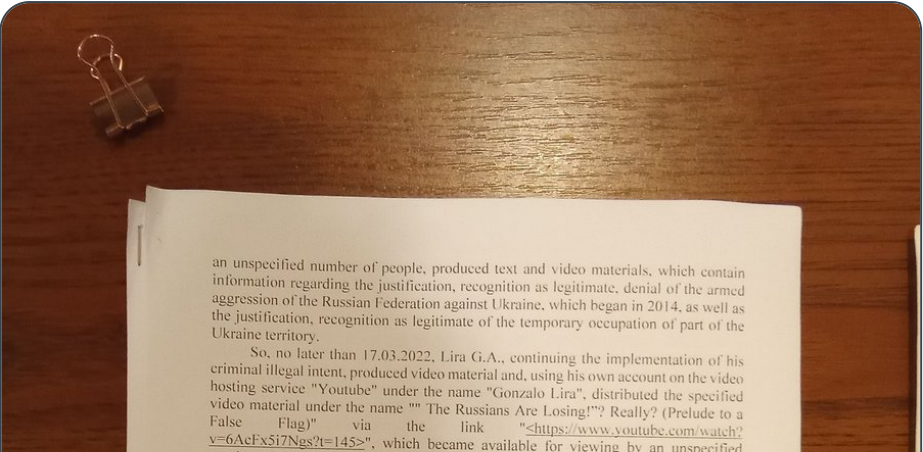 an unspecified number of people, produced text and video materials, which contain
information regarding the justification, recognition as legitimate, denial of the armed
aggression of the Russian Federation against Ukraine, which began in 2014, as well as
the justification, recognition as legitimate of the temporary occupation of part of the
Ukraine territory.
So, no later than 17.03.2022, Lira G.A., continuing the implementation of his
criminal illegal intent, produced video material and, using his own account on the video
hosting service "Youtube" under the name "Gonzalo Lira", distributed the specified
video material under the name "" The Russians Are Losing!"? Really? (Prelude to a
False Flag)" via the link "<https://www.youtube.com/watch?
v=6AcFx5i7Ngs?t=145>", which became available for viewing by an unspecified